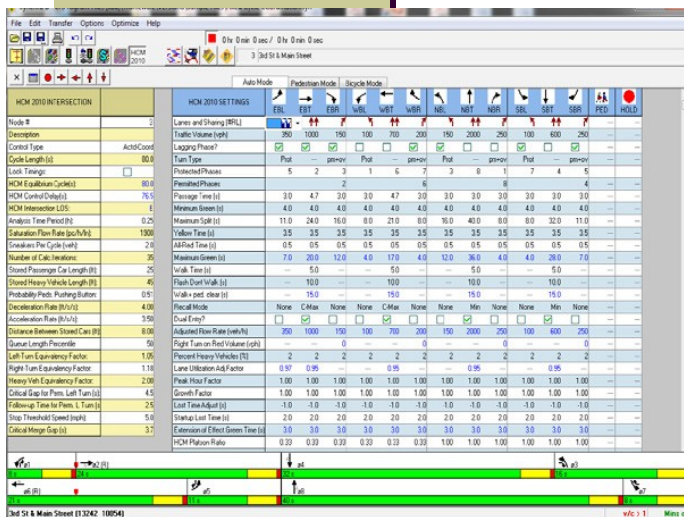 File Edit Transfer Options Optimize Help
0 hr 0 min 0 sec / 0 hr 0 min 0 sec
HCM 2010
3 3rd St & Main Street
Auto Mode Pedestrian Mode Bicycle Mode
HCM 2010 INTERSECTION
Node # 3
Description
Control Type Actd-Coord
Cycle Length (s): 80.0
Lock Timings:
HCM Equilibrium Cycle(s): 80.0
HCM Control Delay(s): 76.5
HCM Intersection LOS: E
Analysis Time Period (h): 0.25
Saturation Flow Rate (pc/h/ln): 1900
Sneakers Per Cycle (veh): 2.0
Number of Calc. Iterations: 35
Stored Passenger Car Length (ft): 25
Stored Heavy Vehicle Length (ft): 45
Probability Peds. Pushing Button: 0.51
Deceleration Rate (ft/s/s): 4.00
Acceleration Rate (ft/s/s): 3.50
Distance Between Stored Cars (ft): 8.00
Queue Length Percentile 50
Left-Turn Equivalency Factor: 1.05
Right-Turn Equivalency Factor: 1.18
Heavy Veh Equivalency Factor: 2.00
Critical Gap for Perm. Left Turn (s): 4.5
Follow-up Time for Perm. L Turn (s) 2.5
Stop Threshold Speed (mph): 5.0
Critical Merge Gap (s): 3.7
HCM 2010 SETTINGS EBL EBT EBR WBL WBT WBR NBL NBT NBR SBL SBT SBR PED HOLD
Lanes and Sharing (#RL)
Traffic Volume (vph) 350 1000 150 100 700 200 150 2000 250 100 600 250 — —
Lagging Phase? — —
Turn Type Prot — pm+ov Prot — pm+ov Prot — pm+ov Prot — pm+ov — —
Protected Phases 5 2 3 1 6 7 3 8 1 7 4 5 — —
Permitted Phases 2 6 8 4 — —
Passage Time (s) 3.0 4.7 3.0 3.0 4.7 3.0 3.0 3.0 3.0 3.0 3.0 3.0 — —
Minimum Green (s) 4.0 4.0 4.0 4.0 4.0 4.0 4.0 4.0 4.0 4.0 4.0 4.0 — —
Maximum Split (s) 11.0 24.0 16.0 8.0 21.0 8.0 16.0 40.0 8.0 8.0 32.0 11.0 — —
Yellow Time (s) 3.5 3.5 3.5 3.5 3.5 3.5 3.5 3.5 3.5 3.5 3.5 3.5 — —
All-Red Time (s) 0.5 0.5 0.5 0.5 0.5 0.5 0.5 0.5 0.5 0.5 0.5 0.5 — —
Maximum Green (s) 7.0 20.0 12.0 4.0 17.0 4.0 12.0 36.0 4.0 4.0 28.0 7.0 — —
Walk Time (s) — 5.0 — — 5.0 — — 5.0 — — 5.0 — — —
Flash Dont Walk (s) — 10.0 — — 10.0 — — 10.0 — — 10.0 — — —
Walk+ ped. clear (s) — 15.0 — — 15.0 — — 15.0 — — 15.0 — — —
Recall Mode None C-Max None None C-Max None None Min None None Min None — —
Dual Entry? — —
Adjusted Flow Rate (veh/h) 350 1000 150 100 700 200 150 2000 250 100 600 250 — —
Right Turn on Red Volume (vph) — — 0 — — 0 — — 0 — — 0 — —
Percent Heavy Vehicles (%) 2 2 2 2 2 2 2 2 2 2 2 2 — —
Lane Utilization Adj.Factor 0.97 0.95 — — 0.95 — — 0.95 — — 0.95 — — —
Peak Hour Factor 1.00 1.00 1.00 1.00 1.00 1.00 1.00 1.00 1.00 1.00 1.00 1.00 — —
Growth Factor 1.00 1.00 1.00 1.00 1.00 1.00 1.00 1.00 1.00 1.00 1.00 1.00 — —
Lost Time Adjust (s) -1.0 -1.0 -1.0 -1.0 -1.0 -1.0 -1.0 -1.0 -1.0 -1.0 -1.0 -1.0 — —
Startup Lost Time (s) 2.0 2.0 2.0 2.0 2.0 2.0 2.0 2.0 2.0 2.0 2.0 2.0 — —
Extension of Effect Green Time (s) 3.0 3.0 3.0 3.0 3.0 3.0 3.0 3.0 3.0 3.0 3.0 3.0 — —
HCM Platoon Ratio 0.33 0.33 0.33 0.33 0.33 0.33 1.00 1.00 1.00 1.00 1.00 1.00 — —
ø1 ø2 (R) ø4 ø3
8 s 24 s 32 s 16 s
ø6 (R) ø5 ø8 ø7
21 s 11 s 40 s 8 s
3rd St & Main Street (13242 10054) v/c > 1